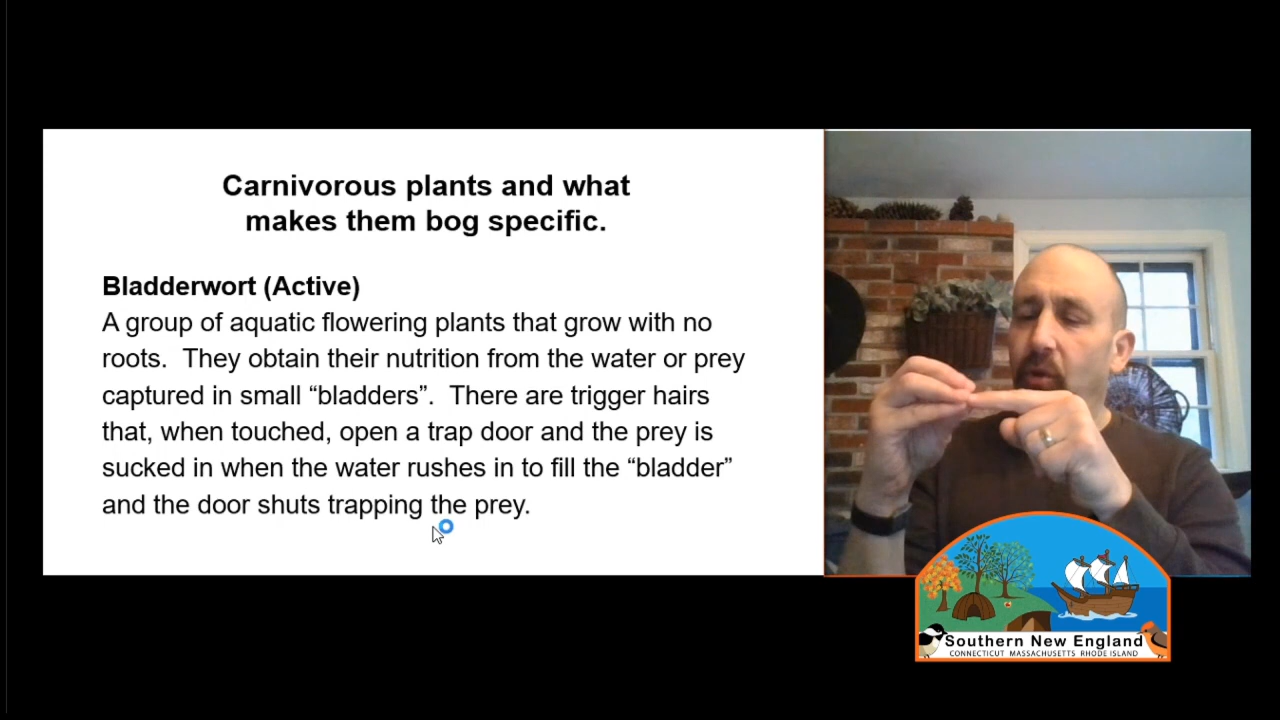 Carnivorous plants and what
makes them bog specific.
Bladderwort (Active)
A group of aquatic flowering plants that grow with no
roots.  They obtain their nutrition from the water or prey
captured in small “bladders”.  There are trigger hairs
that, when touched, open a trap door and the prey is
sucked in when the water rushes in to fill the “bladder”
and the door shuts trapping the prey.
Southern New England
CONNECTICUT MASSACHUSETTS RHODE ISLAND